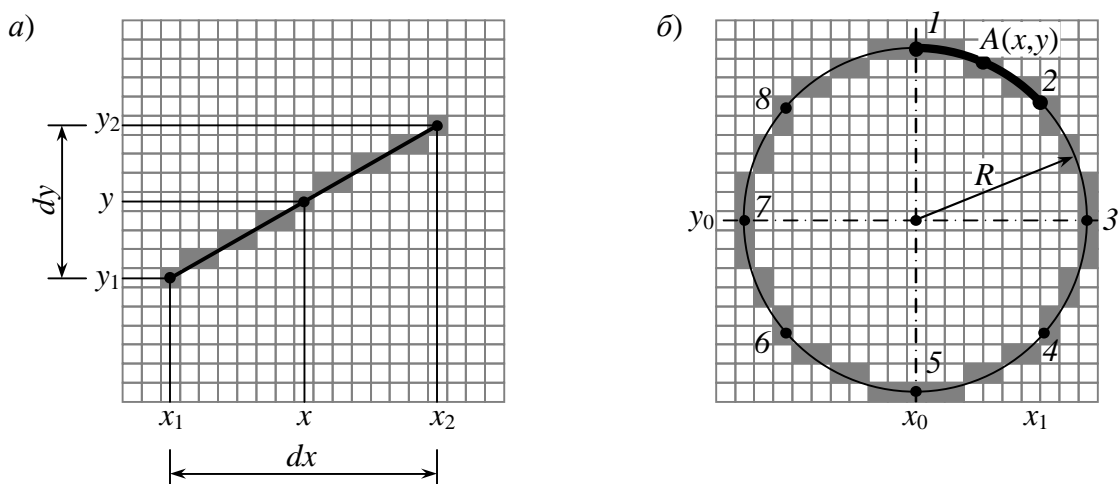 а)
y₂
y
y₁
dy
x₁
x
x₂
dx
б)
1
A(x,y)
2
8
R
y₀
7
3
6
4
5
x₀
x₁